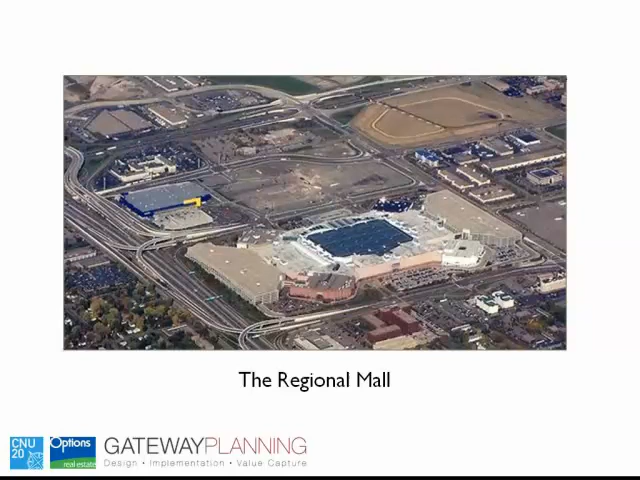 The Regional Mall
CNU
20
Options
real estate
GATEWAYPLANNING
Design • Implementation • Value Capture